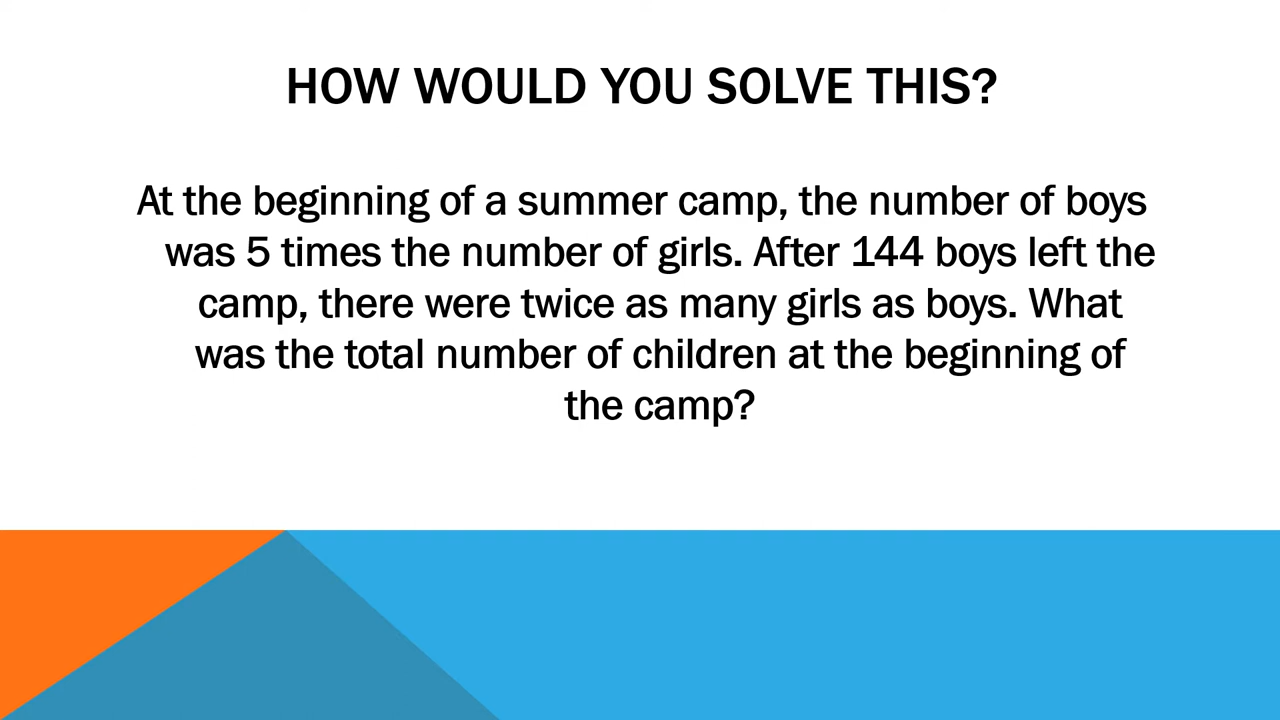 HOW WOULD YOU SOLVE THIS?
At the beginning of a summer camp, the number of boys
was 5 times the number of girls. After 144 boys left the
camp, there were twice as many girls as boys. What
was the total number of children at the beginning of
the camp?